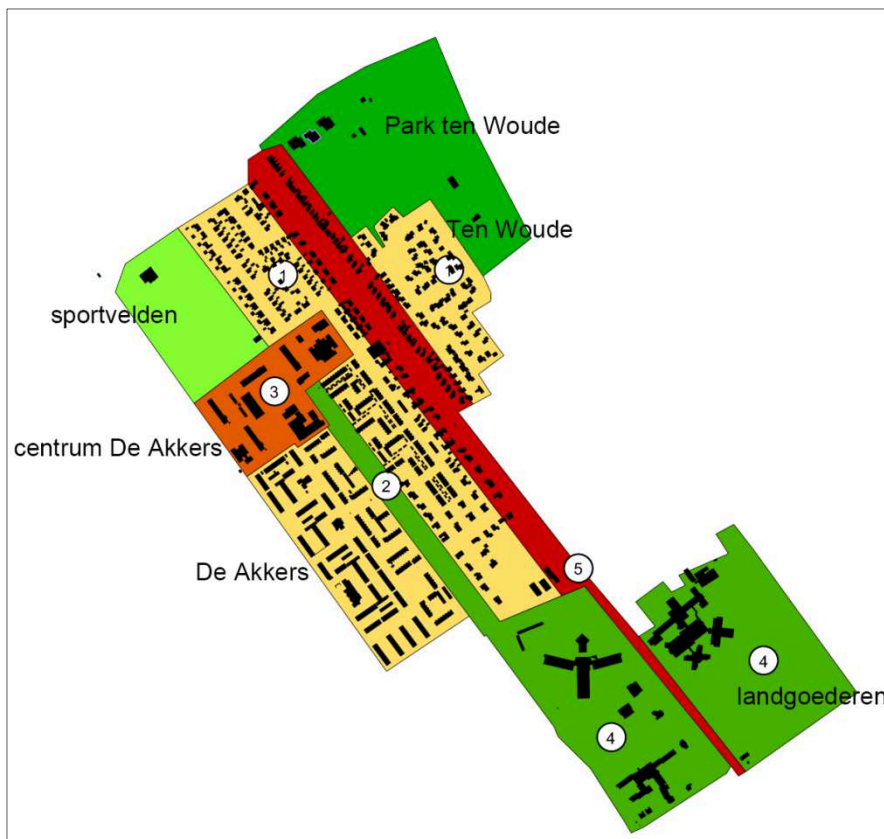 Park ten Woude
Ten Woude
1
1
sportvelden
3
centrum De Akkers
2
De Akkers
5
4
landgoederen
4